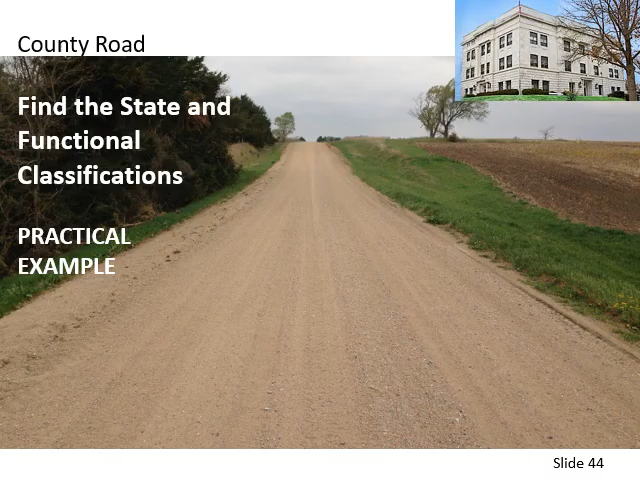 County Road
Find the State and
Functional
Classifications
PRACTICAL
EXAMPLE
Slide 44